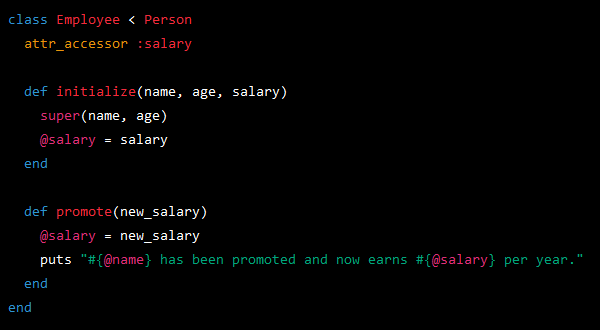 class Employee < Person
  attr_accessor :salary

  def initialize(name, age, salary)
    super(name, age)
    @salary = salary
  end

  def promote(new_salary)
    @salary = new_salary
    puts "#{@name} has been promoted and now earns #{@salary} per year."
  end
end